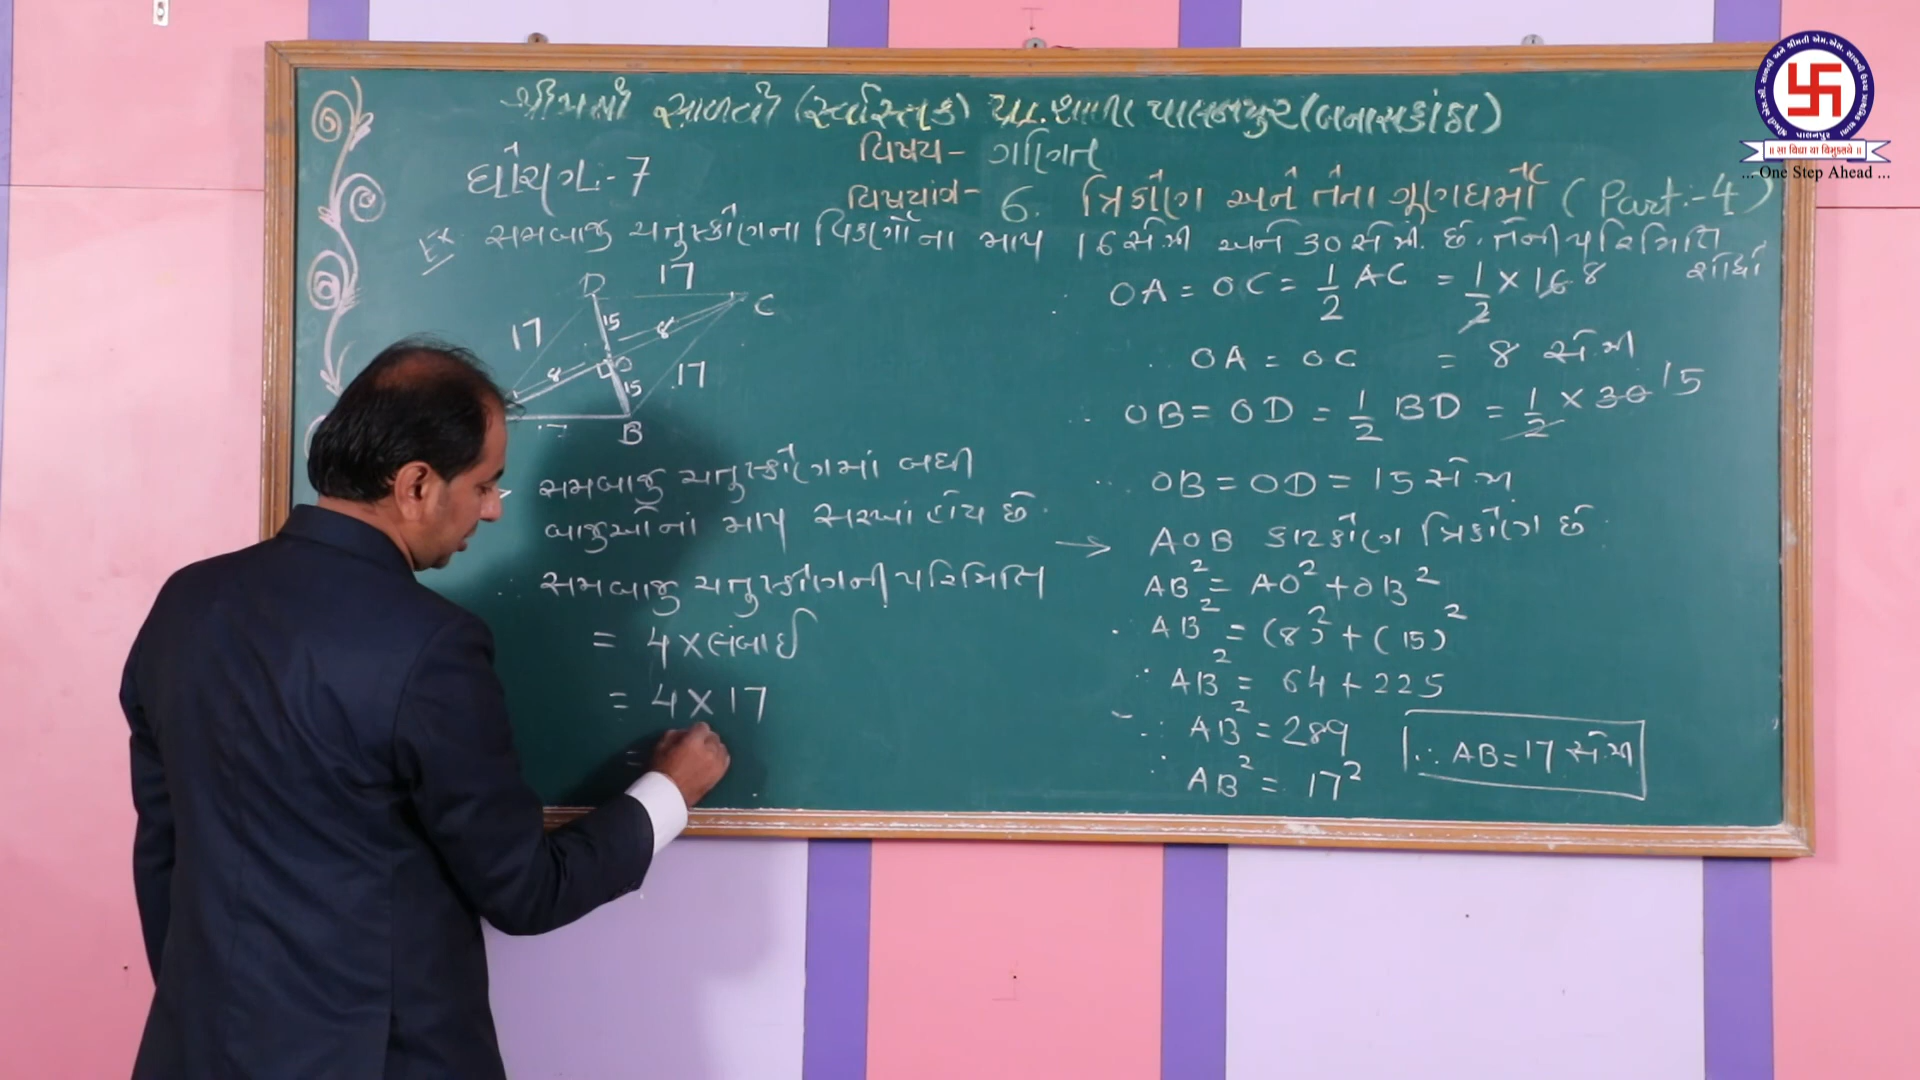 શ્રીમતી સાળવી (સ્વસ્તિક) પ્રા. શાળા પાલનપુર (બનાસકાંઠા)
વિષય - ગણિત
ધોરણ :- 7
વિષયાંગ - 6. ત્રિકોણ અને તેના ગુણધર્મો (Part :- 4)
Ex સમબાજુ ચતુષ્કોણના વિકર્ણોના માપ 16 સેમી અને 30 સેમી. છે. તેની પરિમિતિ શોધો
D 17 C
17 15 8
8 O 15 17
17 B
સમબાજુ ચતુષ્કોણમાં બધી
બાજુઓના માપ સરખાં હોય છે.
∴ સમબાજુ ચતુષ્કોણની પરિમિતિ
= 4 × લંબાઈ
= 4 × 17
=
∴ OA = OC = 1/2 AC = 1/2 × 16 8
∴ OA = OC = 8 સેમી
∴ OB = OD = 1/2 BD = 1/2 × 30 15
∴ OB = OD = 15 સેમી
→ AOB કાટકોણ ત્રિકોણ છે.
AB² = AO² + OB²
∴ AB² = (8)² + (15)²
∴ AB² = 64 + 225
∴ AB² = 289
∴ AB² = 17²
∴ AB = 17 સેમી
પાલનપુર
॥ સા વિદ્યા યા વિમુક્તયે ॥
... One Step Ahead ...